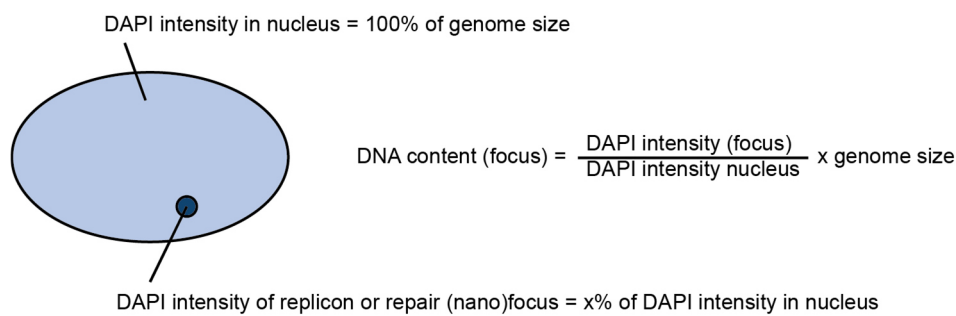 DAPI intensity in nucleus = 100% of genome size
DNA content (focus) = DAPI intensity (focus) x genome size
DAPI intensity nucleus
DAPI intensity of replicon or repair (nano)focus = x% of DAPI intensity in nucleus